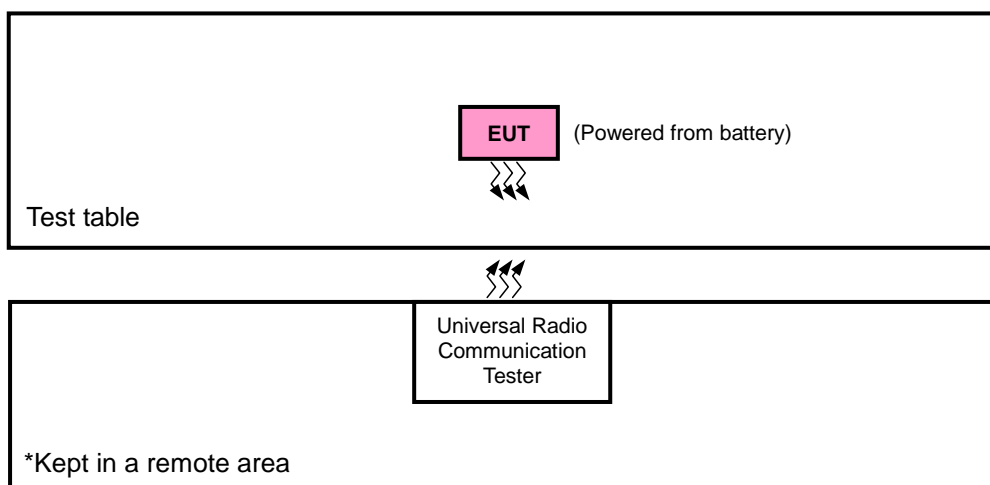 EUT
(Powered from battery)
Test table
Universal Radio
Communication
Tester
*Kept in a remote area